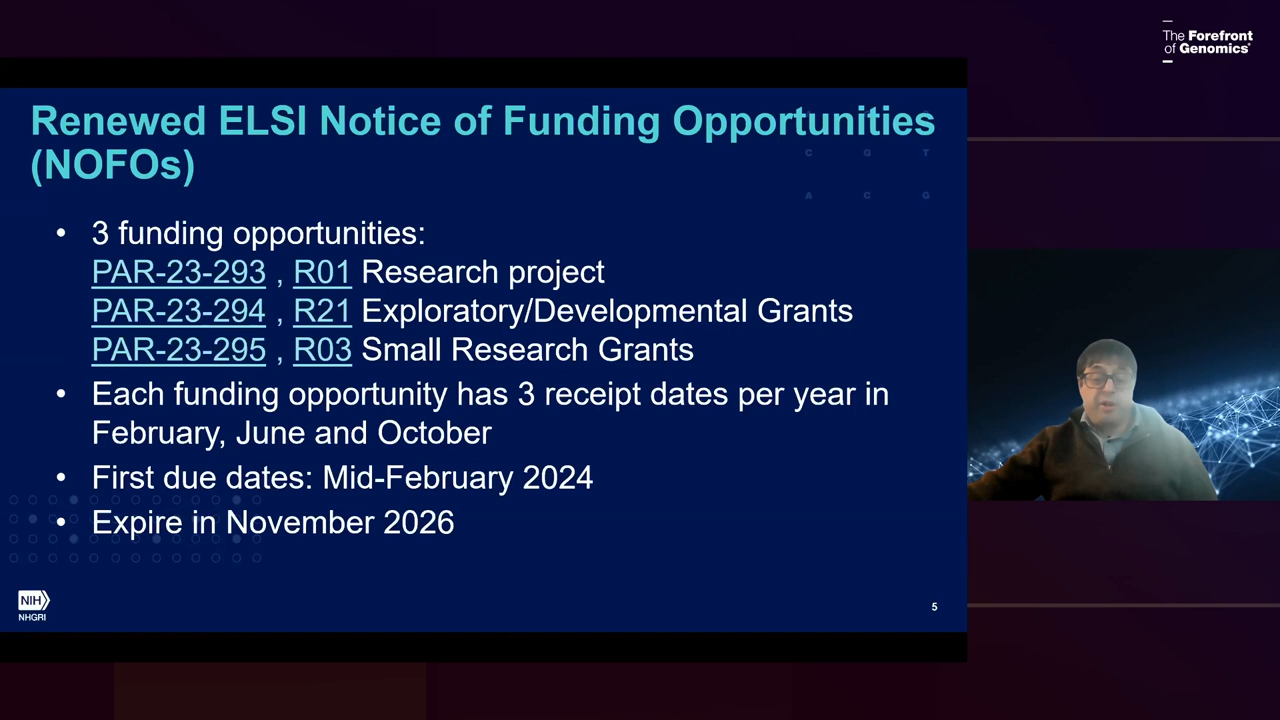 The Forefront
of Genomics®
Renewed ELSI Notice of Funding Opportunities
(NOFOs)
C G T
A C G
• 3 funding opportunities:
PAR-23-293 , R01 Research project
PAR-23-294 , R21 Exploratory/Developmental Grants
PAR-23-295 , R03 Small Research Grants
• Each funding opportunity has 3 receipt dates per year in
February, June and October
• First due dates: Mid-February 2024
• Expire in November 2026
NIH
NHGRI
5